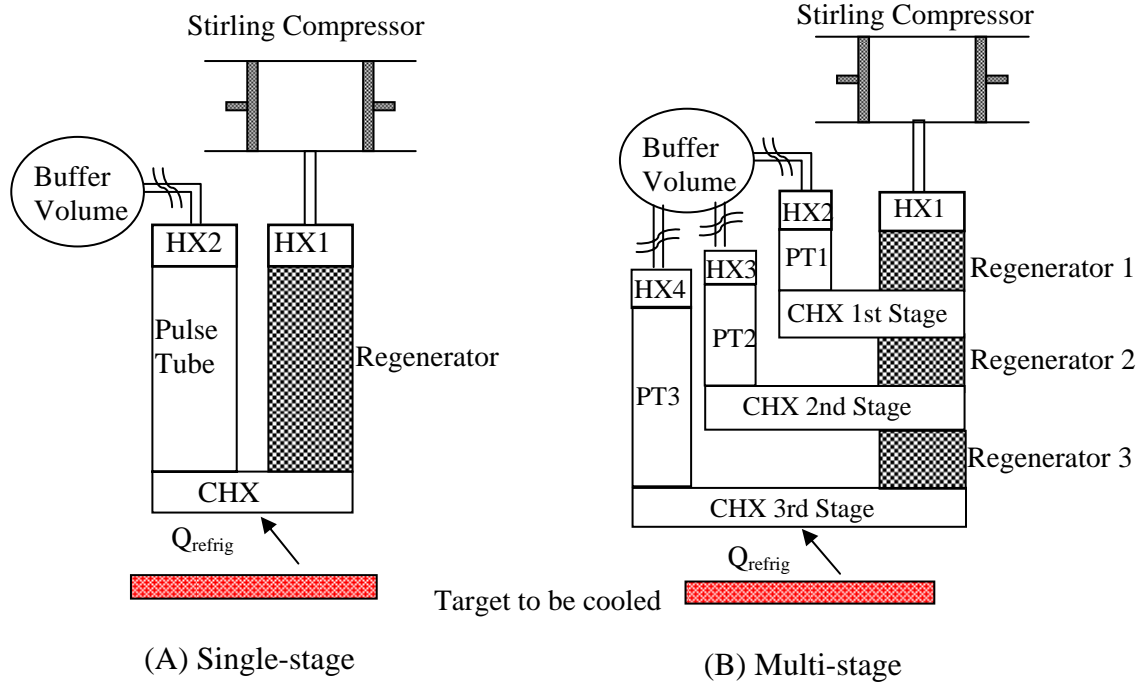 Stirling Compressor
Buffer
Volume
HX2
HX1
Pulse
Tube
Regenerator
CHX
Qrefrig
(A) Single-stage
Stirling Compressor
Buffer
Volume
HX2
HX1
PT1
HX3
Regenerator 1
HX4
CHX 1st Stage
PT2
Regenerator 2
PT3
CHX 2nd Stage
Regenerator 3
CHX 3rd Stage
Qrefrig
Target to be cooled
(B) Multi-stage